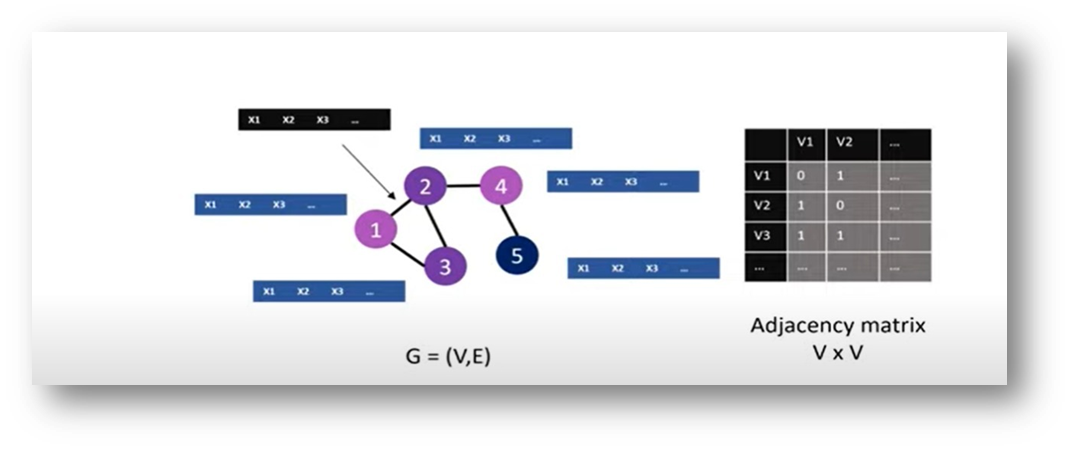 X1 X2 X3 ...
X1 X2 X3 ...
X1 X2 X3 ...
X1 X2 X3 ...
2
4
1
3
5
X1 X2 X3 ...
X1 X2 X3 ...
G = (V,E)
V1 V2 ...
V1 0 1 ...
V2 1 0 ...
V3 1 1 ...
... ... ... ...
Adjacency matrix
V x V